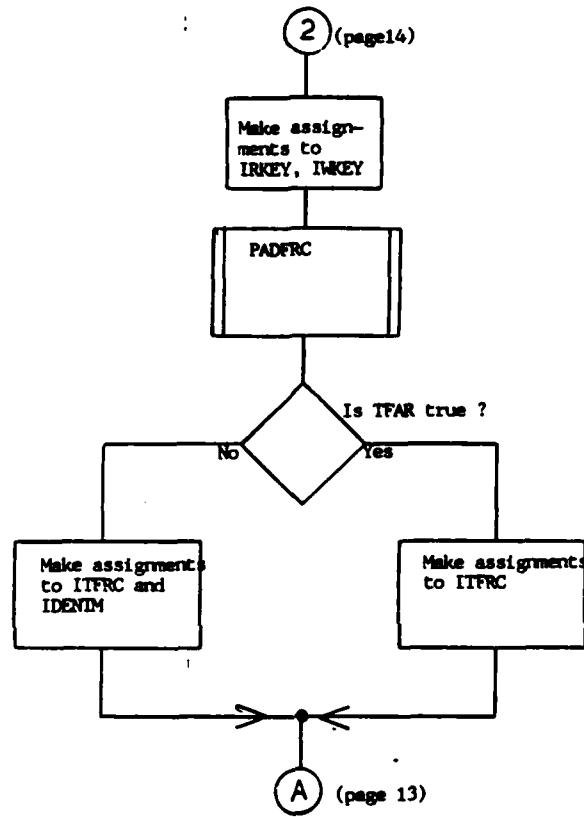 2 (page14)
Make assign-
ments to
IRKEY, IWKEY
PADFRC
Is TFAR true ?
No
Yes
Make assignments
to ITFRC and
IDENTM
Make assignments
to ITFRC
A (page 13)